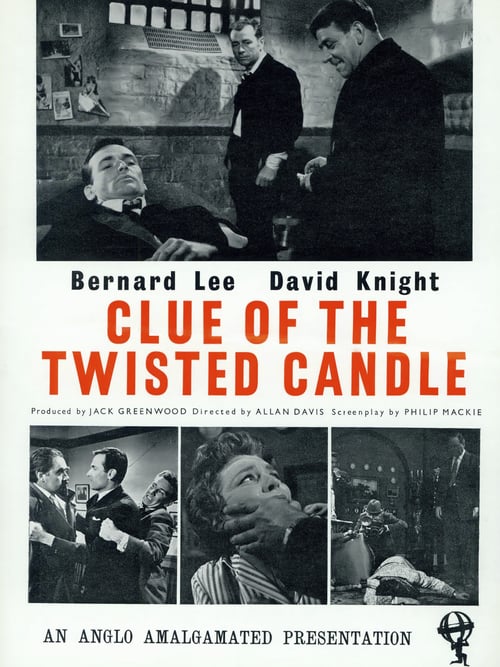 Bernard Lee David Knight
CLUE OF THE
TWISTED CANDLE
Produced by JACK GREENWOOD Directed by ALLAN DAVIS Screenplay by PHILIP MACKIE
AN ANGLO AMALGAMATED PRESENTATION